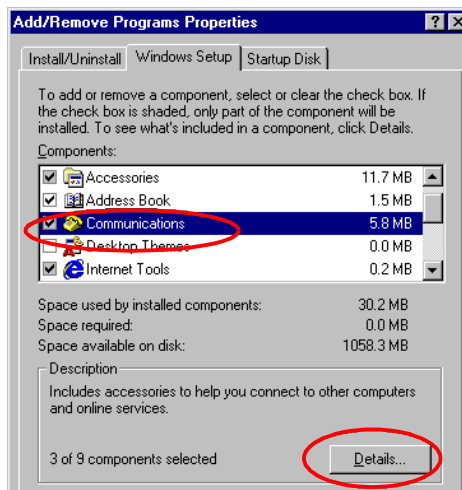 Add/Remove Programs Properties
Install/Uninstall Windows Setup Startup Disk
To add or remove a component, select or clear the check box. If
the check box is shaded, only part of the component will be
installed. To see what's included in a component, click Details.
Components:
Accessories 11.7 MB
Address Book 1.5 MB
Communications 5.8 MB
Desktop Themes 0.0 MB
Internet Tools 0.2 MB
Space used by installed components: 30.2 MB
Space required: 0.0 MB
Space available on disk: 1058.3 MB
Description
Includes accessories to help you connect to other computers
and online services.
3 of 9 components selected Details...